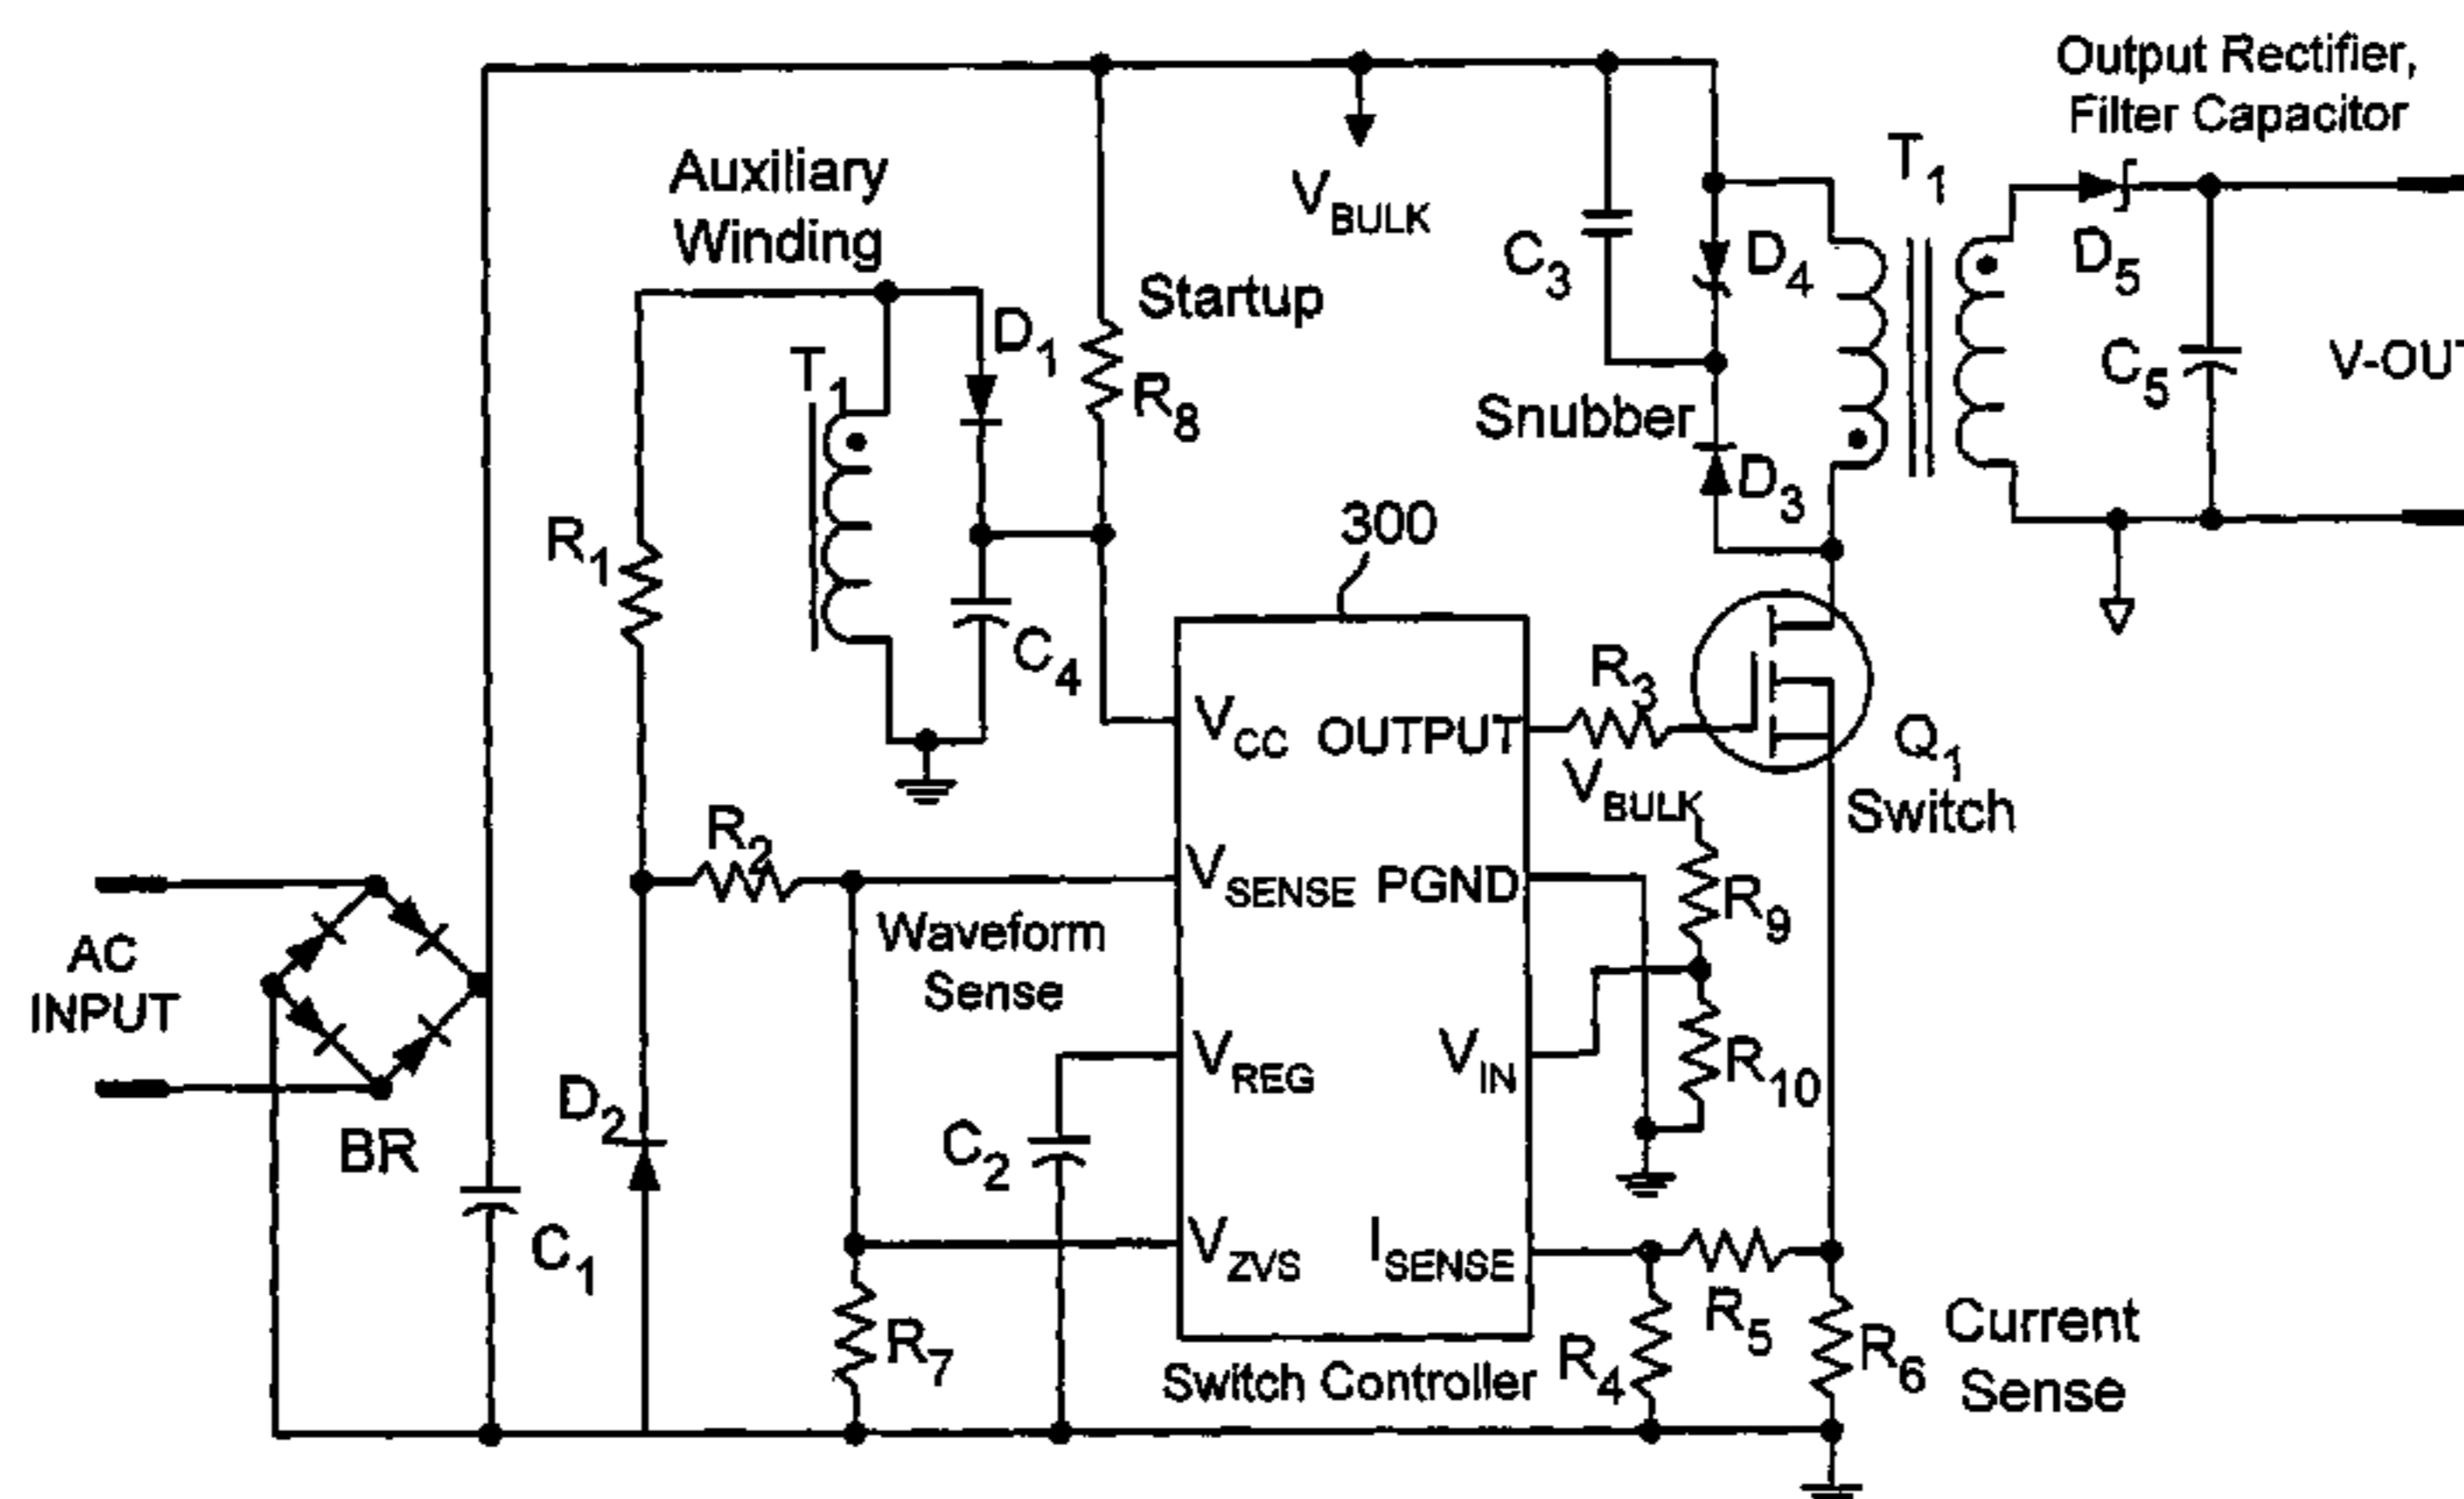 Output Rectifier,
Filter Capacitor
T1
Auxiliary
Winding
VBULK
C3
D4
D5
Startup
D1
T1
R8
C5
V-OUT
Snubber
D3
R1
300
C4
R3
VCC
OUTPUT
Q1
Switch
VBULK
R2
VSENSE
PGND
R9
Waveform
Sense
AC
INPUT
VREG
VIN
R10
D2
BR
C2
C1
VZVS
ISENSE
R5
R7
R4
R6
Current
Sense
Switch Controller